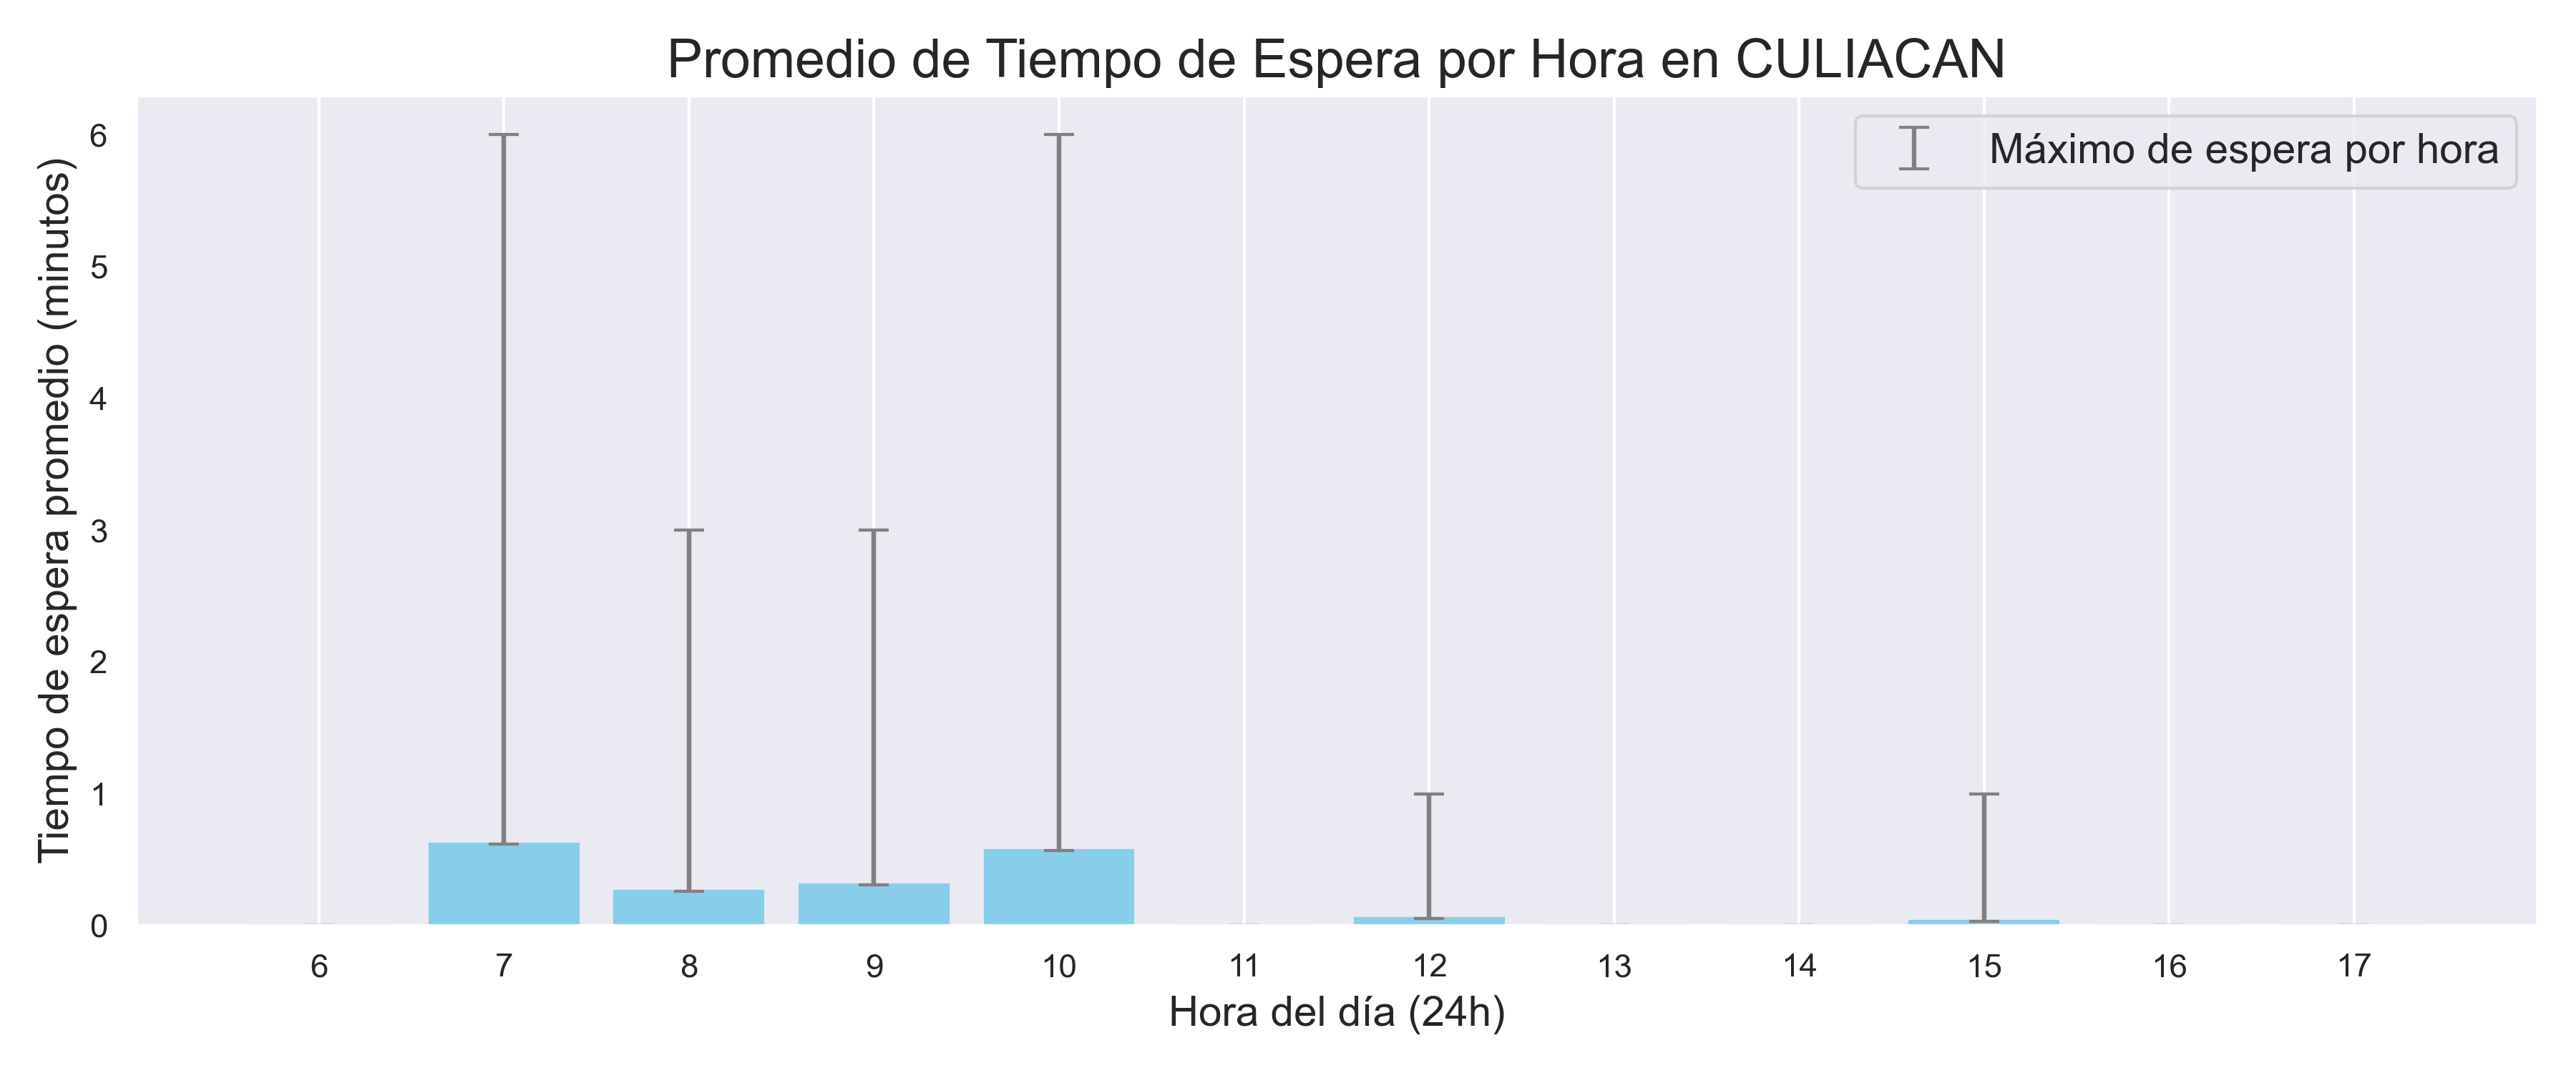 Promedio de Tiempo de Espera por Hora en CULIACAN
Máximo de espera por hora
Tiempo de espera promedio (minutos)
6
5
4
3
2
1
0
6 7 8 9 10 11 12 13 14 15 16 17
Hora del día (24h)